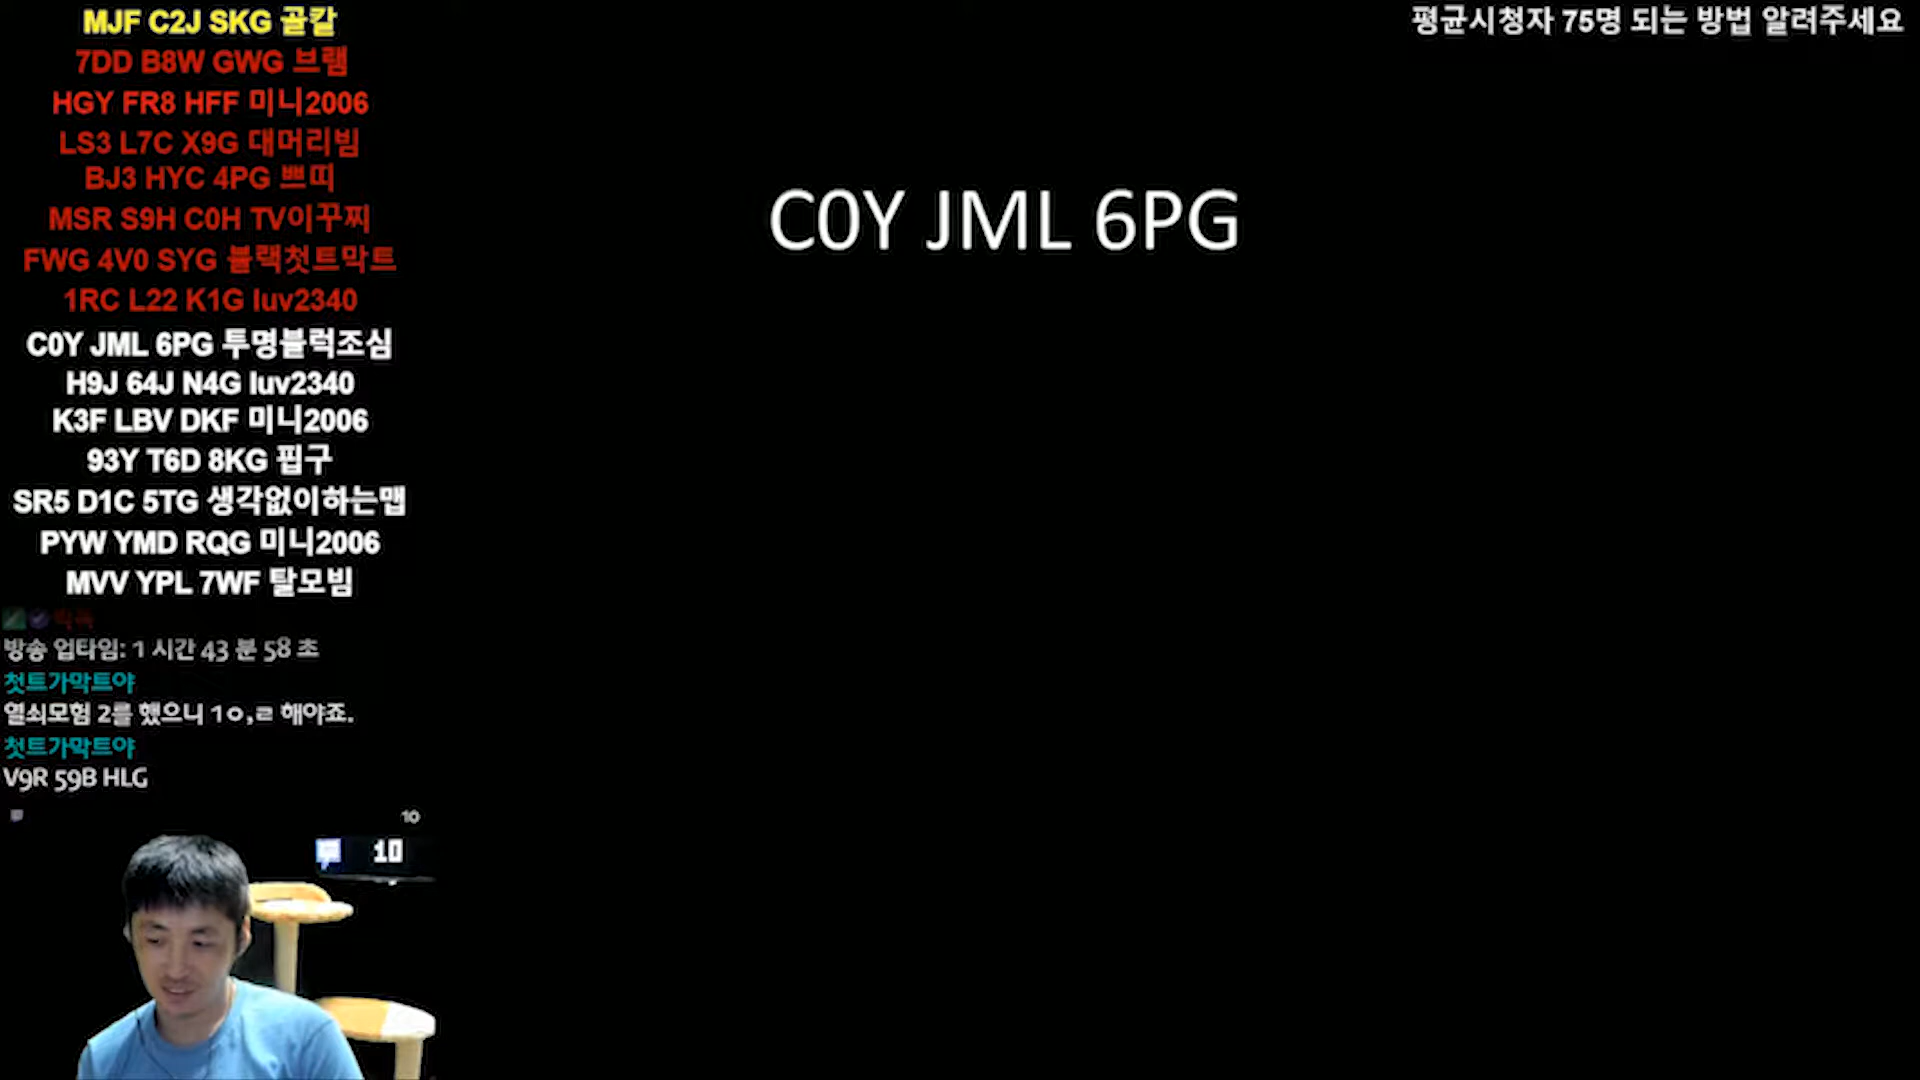 MJF C2J SKG 골칼
7DD B8W GWG 브램
HGY FR8 HFF 미니2006
LS3 L7C X9G 대머리빔
BJ3 HYC 4PG 쁘띠
MSR S9H C0H TV이꾸찌
FWG 4V0 SYG 블랙첫트막트
1RC L22 K1G luv2340
C0Y JML 6PG 투명블럭조심
H9J 64J N4G luv2340
K3F LBV DKF 미니2006
93Y T6D 8KG 핍구
SR5 D1C 5TG 생각없이하는맵
PYW YMD RQG 미니2006
MVV YPL 7WF 탈모빔
방송 업타임: 1 시간 43 분 58 초
첫트가막트야
열쇠모험 2를 했으니 1ㅇ,ㄹ 해야죠.
첫트가막트야
V9R 59B HLG
10
10
평균시청자 75명 되는 방법 알려주세요
C0Y JML 6PG